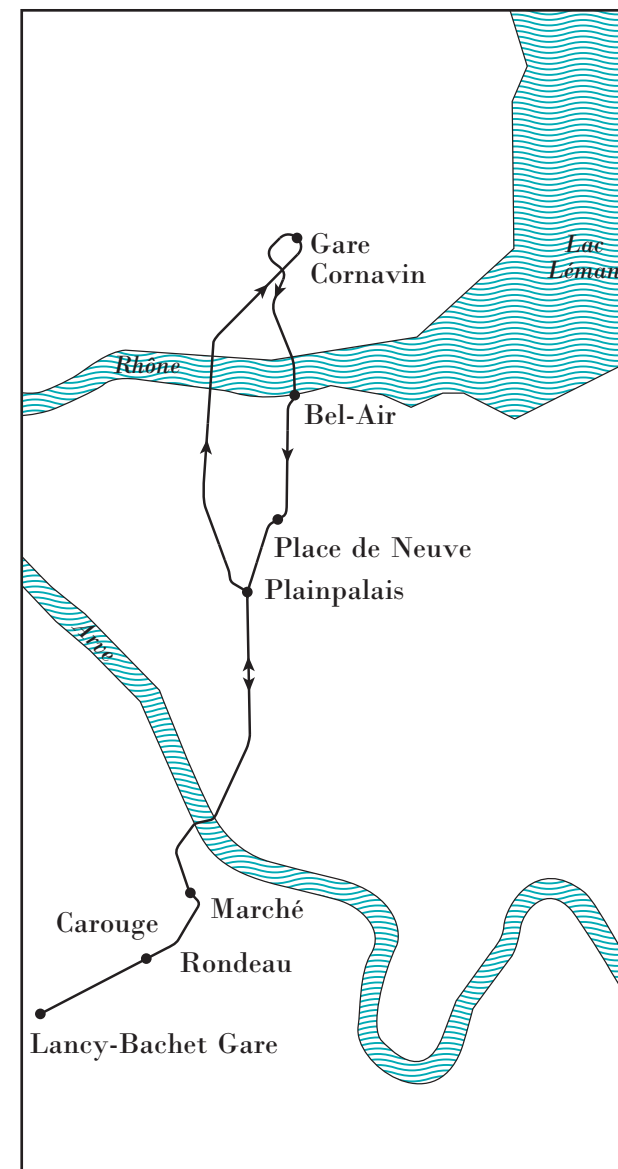 Gare
Cornavin
Lac
Léman
Rhône
Bel-Air
Place de Neuve
Plainpalais
Arve
Marché
Carouge
Rondeau
Lancy-Bachet Gare